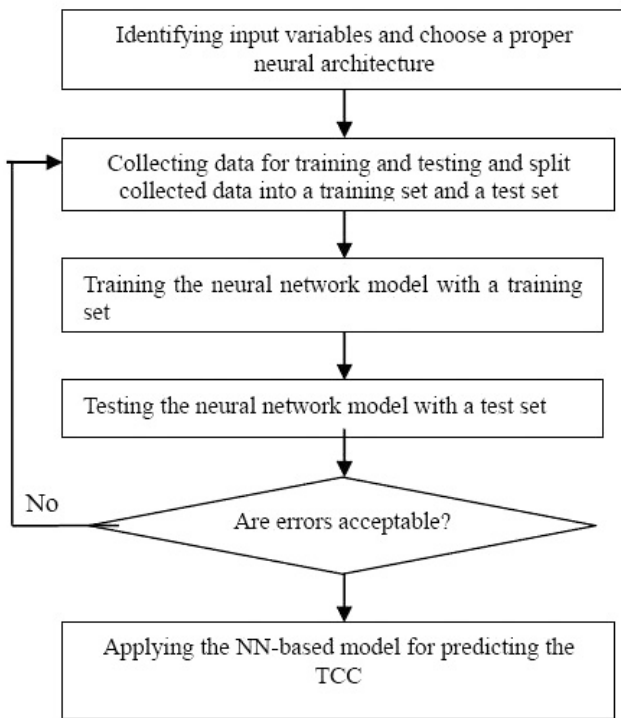 Identifying input variables and choose a proper
neural architecture
Collecting data for training and testing and split
collected data into a training set and a test set
Training the neural network model with a training
set
Testing the neural network model with a test set
No
Are errors acceptable?
Applying the NN-based model for predicting the
TCC